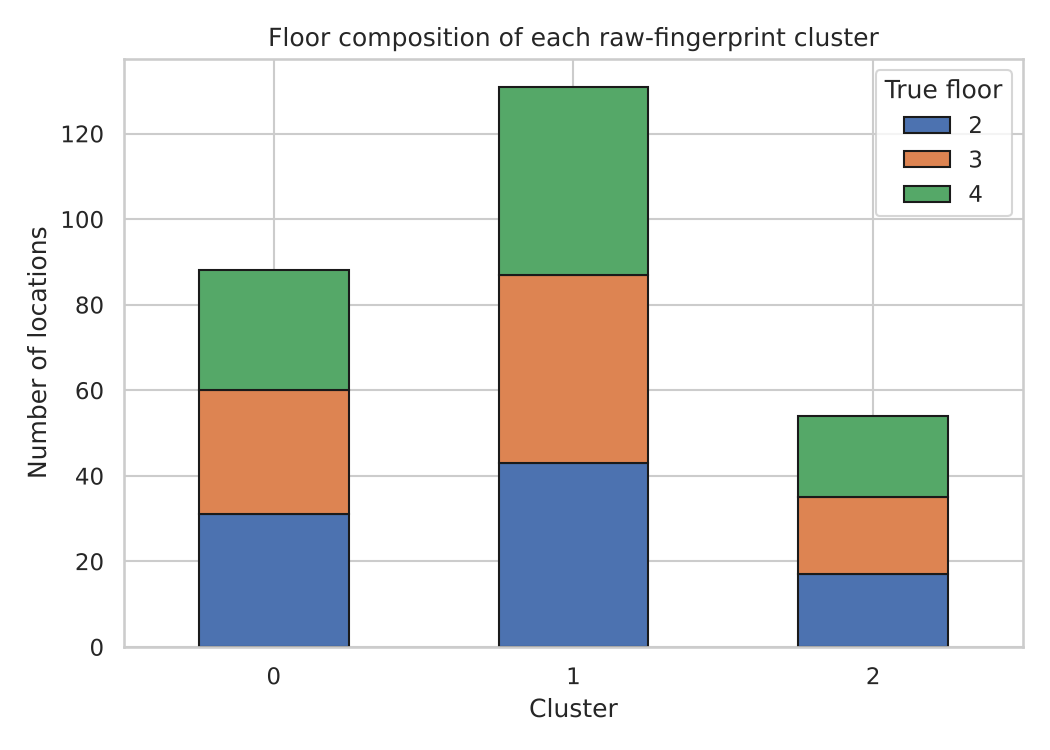 Floor composition of each raw-fingerprint cluster
True floor
2
3
4
Number of locations
120
100
80
60
40
20
0
0 1 2
Cluster